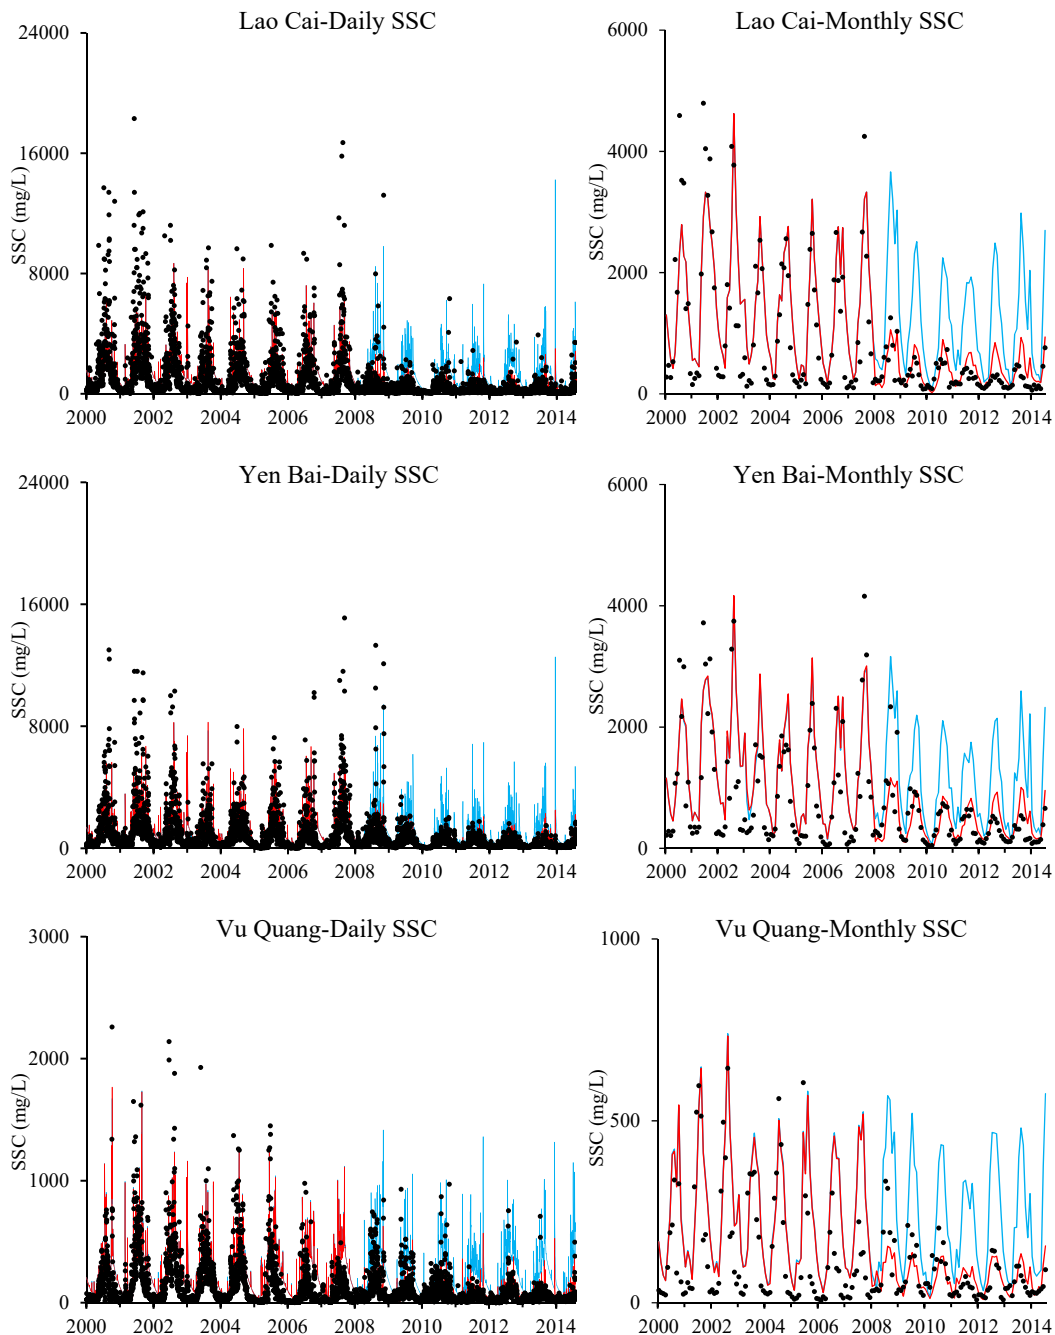 Lao Cai-Daily SSC
24000
16000
8000
0
SSC (mg/L)
2000 2002 2004 2006 2008 2010 2012 2014
Lao Cai-Monthly SSC
6000
4000
2000
0
SSC (mg/L)
2000 2002 2004 2006 2008 2010 2012 2014
Yen Bai-Daily SSC
24000
16000
8000
0
SSC (mg/L)
2000 2002 2004 2006 2008 2010 2012 2014
Yen Bai-Monthly SSC
6000
4000
2000
0
SSC (mg/L)
2000 2002 2004 2006 2008 2010 2012 2014
Vu Quang-Daily SSC
3000
2000
1000
0
SSC (mg/L)
2000 2002 2004 2006 2008 2010 2012 2014
Vu Quang-Monthly SSC
1000
500
0
SSC (mg/L)
2000 2002 2004 2006 2008 2010 2012 2014